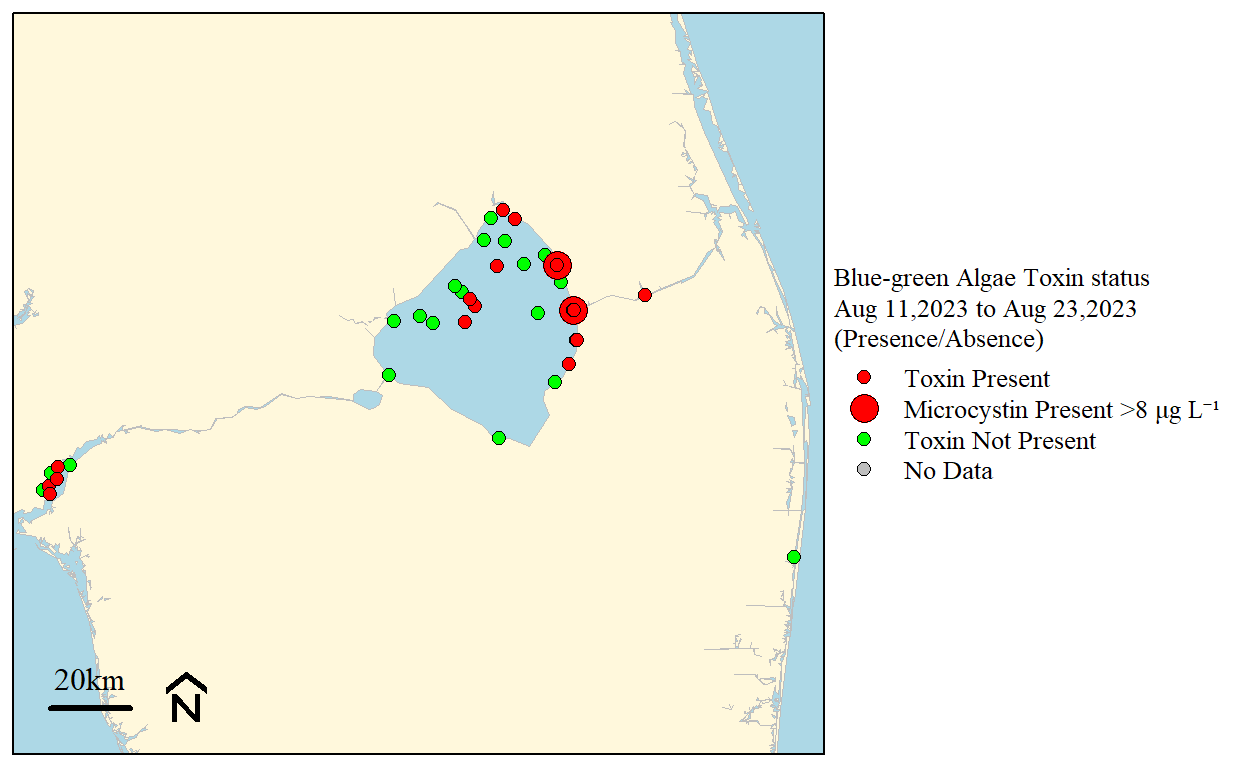 Blue-green Algae Toxin status
Aug 11,2023 to Aug 23,2023
(Presence/Absence)
Toxin Present
Microcystin Present >8 μg L⁻¹
Toxin Not Present
No Data
20km
N